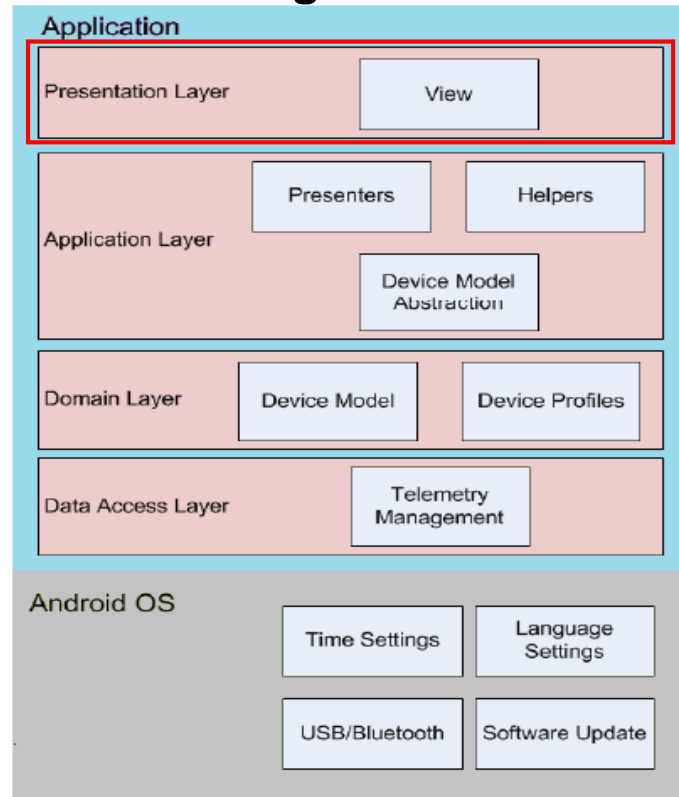 Application
Presentation Layer
View
Presenters
Helpers
Application Layer
Device Model
Abstraction
Domain Layer
Device Model
Device Profiles
Data Access Layer
Telemetry
Management
Android OS
Time Settings
Language
Settings
USB/Bluetooth
Software Update